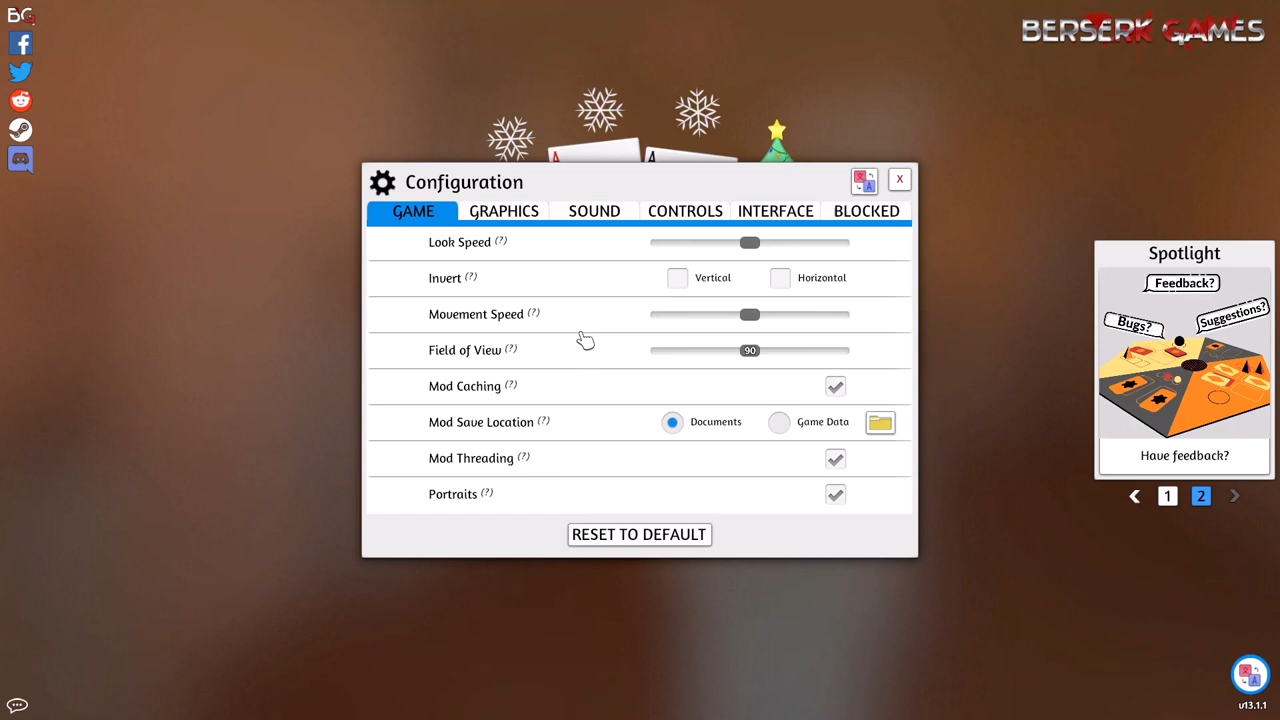 BG
BERSERK GAMES
A
A
Configuration
X
GAME
GRAPHICS
SOUND
CONTROLS
INTERFACE
BLOCKED
Look Speed (?)
Invert (?)
Vertical
Horizontal
Movement Speed (?)
Field of View (?)
90
Mod Caching (?)
Mod Save Location (?)
Documents
Game Data
Mod Threading (?)
Portraits (?)
RESET TO DEFAULT
Spotlight
Feedback?
Bugs?
Suggestions?
Have feedback?
1
2
文
A
v13.1.1